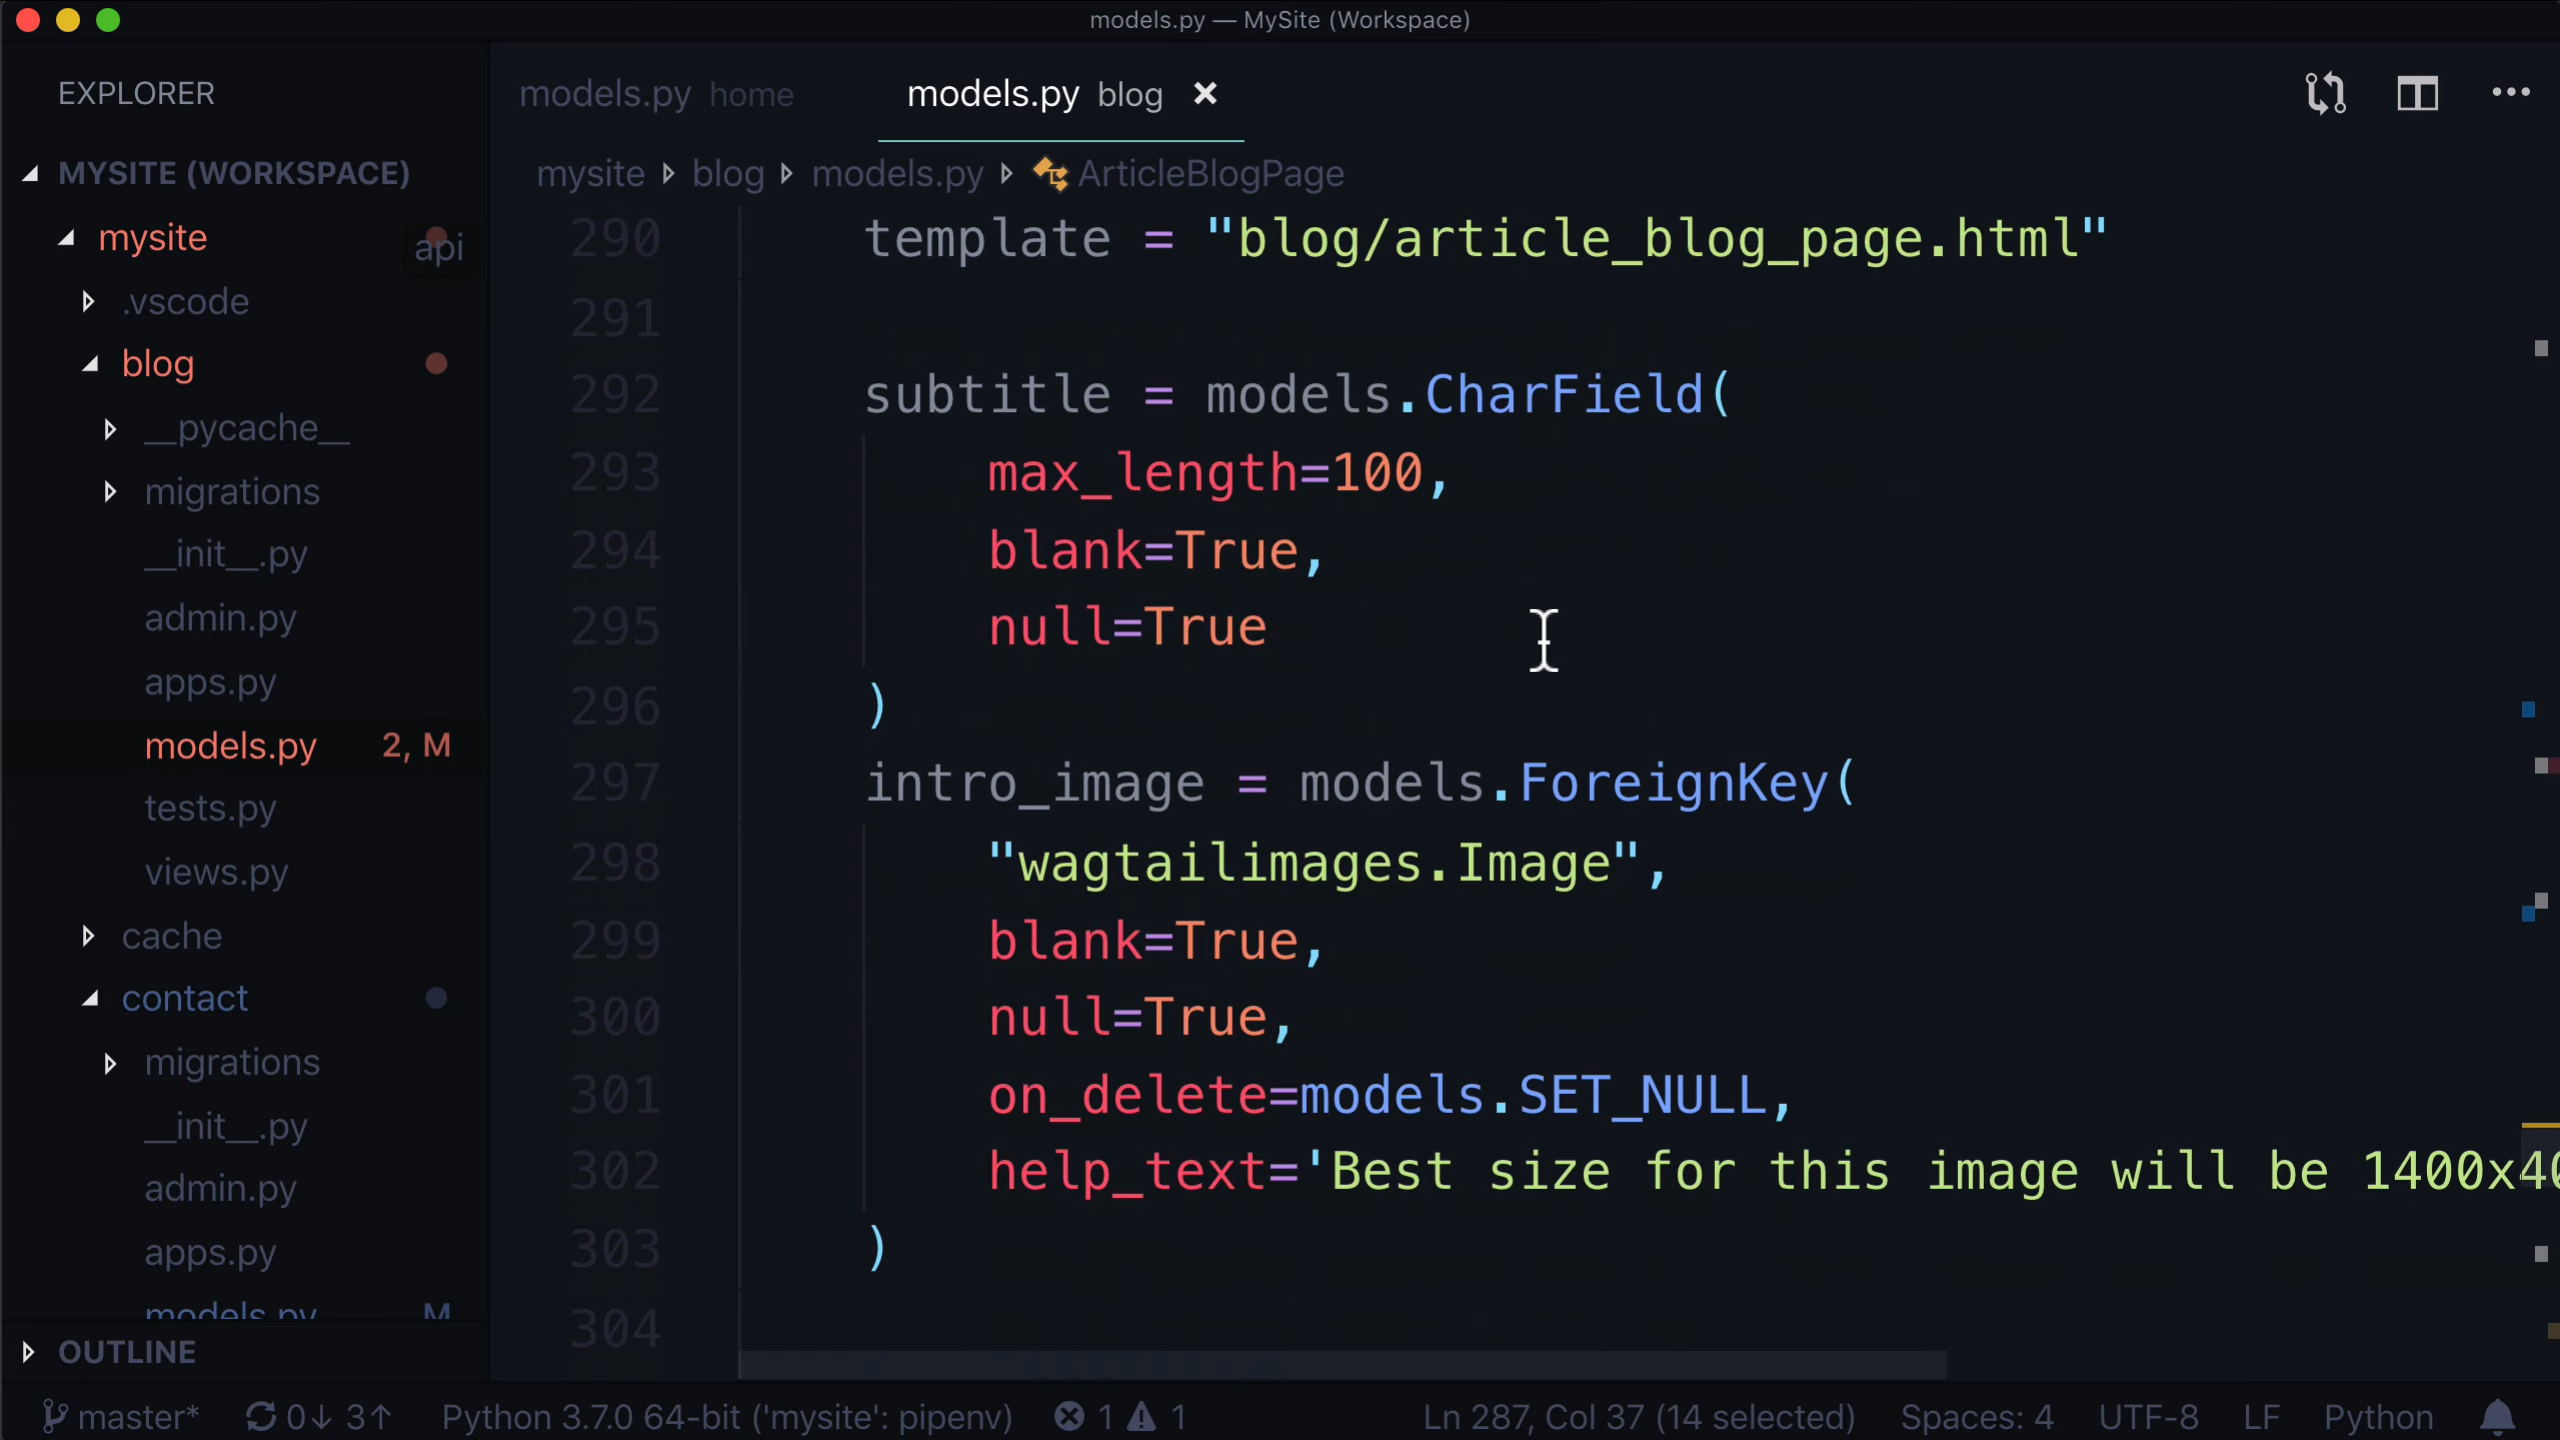 models.py — MySite (Workspace)
EXPLORER
MYSITE (WORKSPACE)
mysite
api
.vscode
blog
__pycache__
migrations
__init__.py
admin.py
apps.py
models.py 2, M
tests.py
views.py
cache
contact
migrations
__init__.py
admin.py
apps.py
models.py M
OUTLINE
models.py home
models.py blog
mysite blog models.py ArticleBlogPage
290 template = "blog/article_blog_page.html"
291
292 subtitle = models.CharField(
293 max_length=100,
294 blank=True,
295 null=True
296 )
297 intro_image = models.ForeignKey(
298 "wagtailimages.Image",
299 blank=True,
300 null=True,
301 on_delete=models.SET_NULL,
302 help_text='Best size for this image will be 1400x40
303 )
304
master* 0↓ 3↑ Python 3.7.0 64-bit ('mysite': pipenv) 1 1 Ln 287, Col 37 (14 selected) Spaces: 4 UTF-8 LF Python